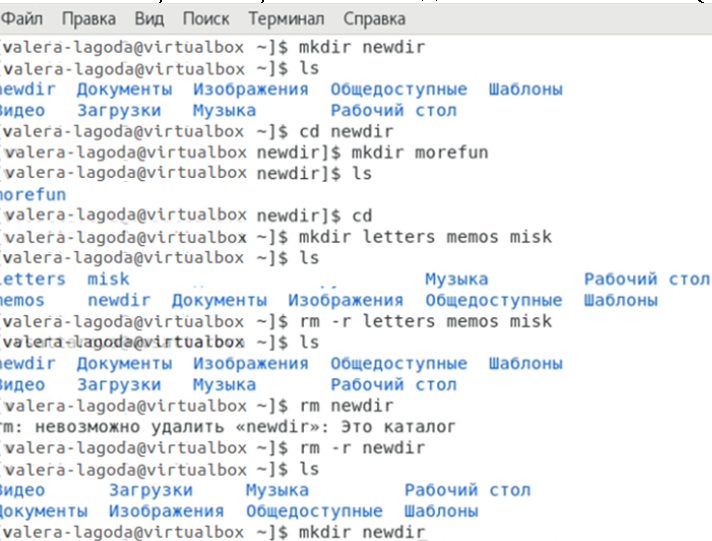 Файл Правка Вид Поиск Терминал Справка
[valera-lagoda@virtualbox ~]$ mkdir newdir
[valera-lagoda@virtualbox ~]$ ls
newdir Документы Изображения Общедоступные Шаблоны
Видео Загрузки Музыка Рабочий стол
[valera-lagoda@virtualbox ~]$ cd newdir
[valera-lagoda@virtualbox newdir]$ mkdir morefun
[valera-lagoda@virtualbox newdir]$ ls
morefun
[valera-lagoda@virtualbox newdir]$ cd
[valera-lagoda@virtualbox ~]$ mkdir letters memos misk
[valera-lagoda@virtualbox ~]$ ls
letters misk Музыка Рабочий стол
memos newdir Документы Изображения Общедоступные Шаблоны
[valera-lagoda@virtualbox ~]$ rm -r letters memos misk
[valera-lagoda@virtualbox ~]$ ls
newdir Документы Изображения Общедоступные Шаблоны
Видео Загрузки Музыка Рабочий стол
[valera-lagoda@virtualbox ~]$ rm newdir
rm: невозможно удалить «newdir»: Это каталог
[valera-lagoda@virtualbox ~]$ rm -r newdir
[valera-lagoda@virtualbox ~]$ ls
Видео Загрузки Музыка Рабочий стол
Документы Изображения Общедоступные Шаблоны
[valera-lagoda@virtualbox ~]$ mkdir newdir